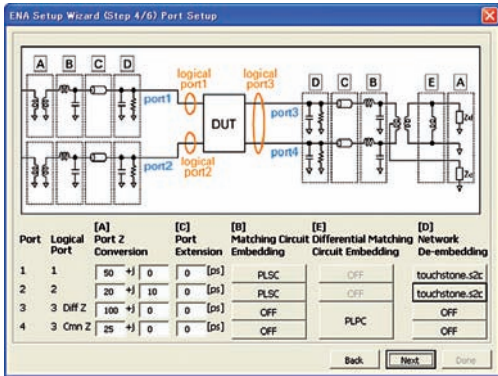 ENA Setup Wizard (Step 4/6) Port Setup
A B C D
logical port1
logical port3
D C B E A
port1
port3
DUT
port2
logical port2
port4
Zd
Zc
Port
Logical Port
[A] Port Z Conversion
[C] Port Extension
[B] Matching Circuit Embedding
[E] Differential Matching Circuit Embedding
[D] Network De-embedding
1 1 50 +j 0 0 [ps] PLSC OFF touchstone.s2p
2 2 20 +j 10 0 [ps] PLSC OFF touchstone.s2p
3 3 Diff Z 100 +j 0 0 [ps] OFF PLPC OFF
4 3 Cmn Z 25 +j 0 0 [ps] OFF OFF
Back Next Done